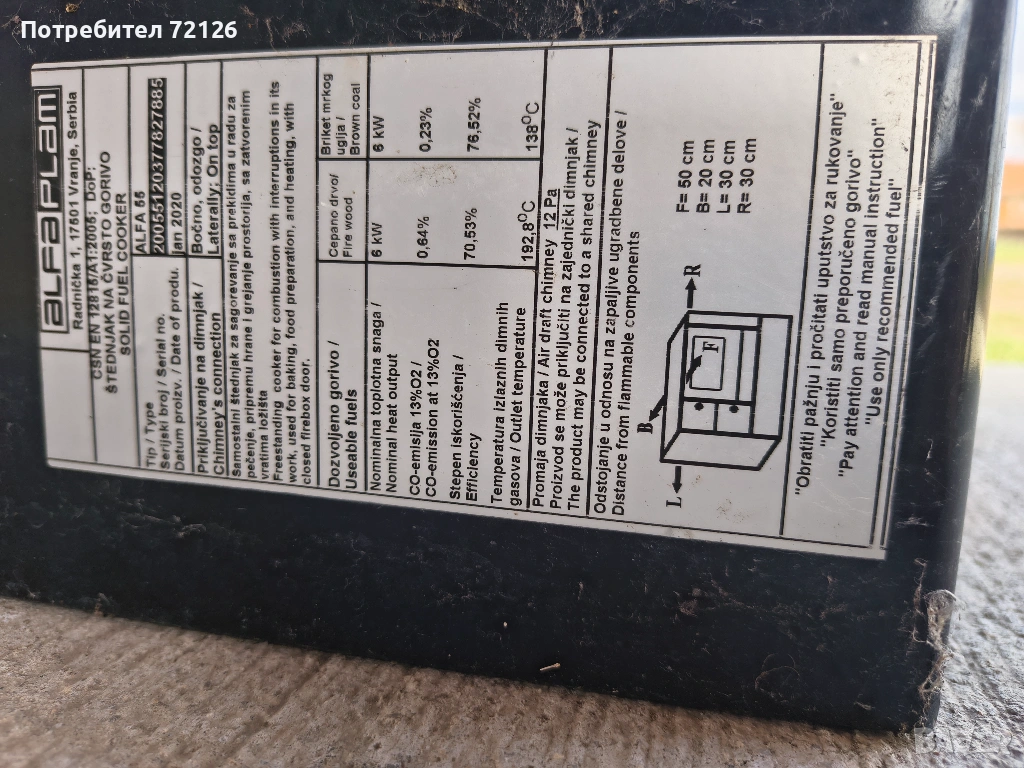 Потребител 72126
ALFA PLAM
Radnička 1, 17501 Vranje, Serbia
ČSN EN 12815/A1:2005; DoP:
ŠTEDNJAK NA ČVRSTO GORIVO
SOLID FUEL COOKER
Tip / Type ALFA 55
Serijski broj / Serial no. 20055120377827885
Datum proizv. / Date of produ. jan 2020
Priključivanje na dimnjak / Bočno, odozgo /
Chimney's connection Laterally; On top
Samostalni štednjak za sagorevanje sa prekidima u radu za
pečenje, pripremu hrane i grejanje prostorija, sa zatvorenim
vratima ložišta
Freestanding cooker for combustion with interruptions in its
work, used for baking, food preparation, and heating, with
closed firebox door.
Dozvoljeno gorivo / Cepano drvo/ Briket mrkog
uglja /
Useable fuels Fire wood Brown coal
Nominalna toplotna snaga / 6 kW 6 kW
Nominal heat output
CO-emisija 13%O2 / 0,64% 0,23%
CO-emission at 13%O2
Stepen iskorišćenja / 70,53% 76,52%
Efficiency
Temperatura izlaznih dimnih
gasova / Outlet temperature 192,8°C 138°C
Promaja dimnjaka / Air draft chimney 12 Pa
Proizvod se može priključiti na zajednički dimnjak /
The product may be connected to a shared chimney
Odstojanje u odnosu na zapaljive ugradbene delove /
Distance from flammable components
B
R
L
F
F= 50 cm
B= 20 cm
L= 30 cm
R= 30 cm
"Obratiti pažnju i pročitati uputstvo za rukovanje"
"Koristiti samo preporučeno gorivo"
"Pay attention and read manual instruction"
"Use only recommended fuel"